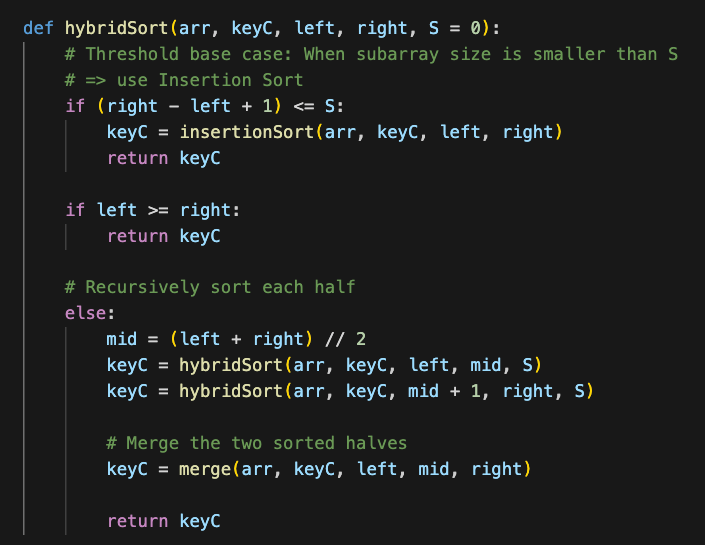 def hybridSort(arr, keyC, left, right, S = 0):
    # Threshold base case: When subarray size is smaller than S
    # => use Insertion Sort
    if (right - left + 1) <= S:
        keyC = insertionSort(arr, keyC, left, right)
        return keyC

    if left >= right:
        return keyC

    # Recursively sort each half
    else:
        mid = (left + right) // 2
        keyC = hybridSort(arr, keyC, left, mid, S)
        keyC = hybridSort(arr, keyC, mid + 1, right, S)

        # Merge the two sorted halves
        keyC = merge(arr, keyC, left, mid, right)

        return keyC